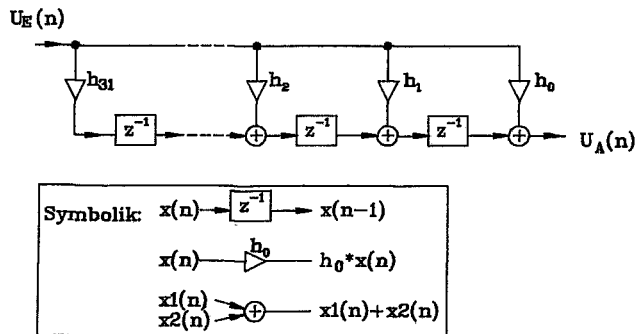 U_E(n)
h_31 h_2 h_1 h_0
z^-1 z^-1 z^-1 U_A(n)
Symbolik: x(n) z^-1 x(n-1)
x(n) h_0 h_0*x(n)
x1(n)
x2(n) x1(n)+x2(n)